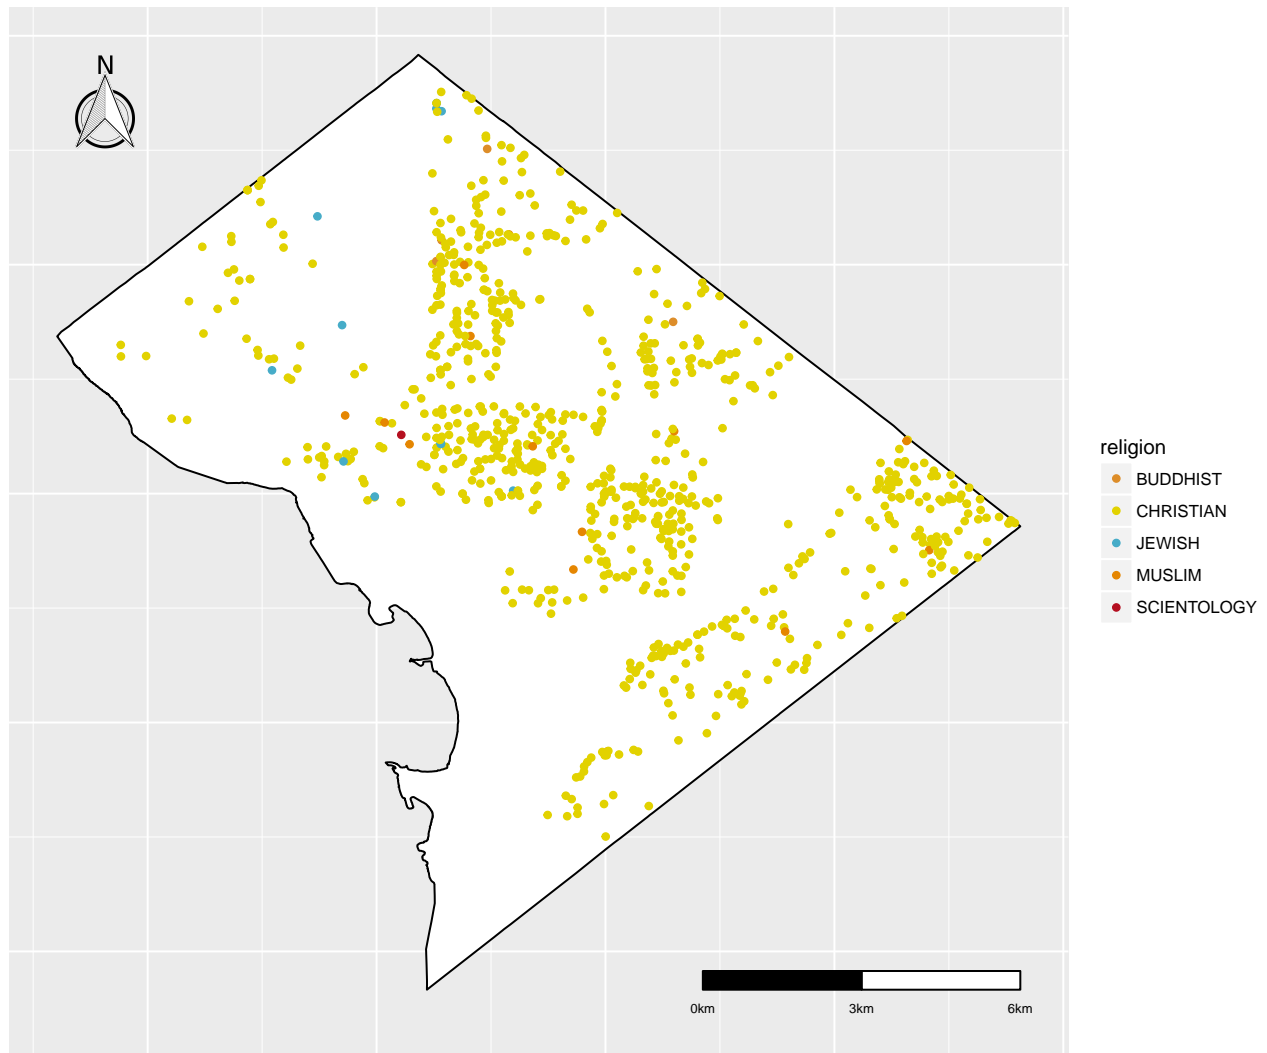 N
religion
BUDDHIST
CHRISTIAN
JEWISH
MUSLIM
SCIENTOLOGY
0km 3km 6km